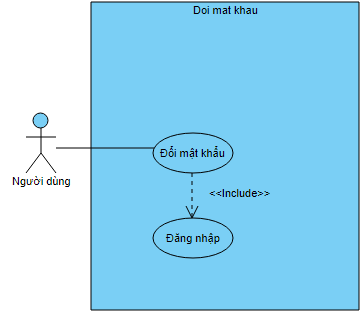 Doi mat khau
Đổi mật khẩu
Người dùng
<<Include>>
Đăng nhập